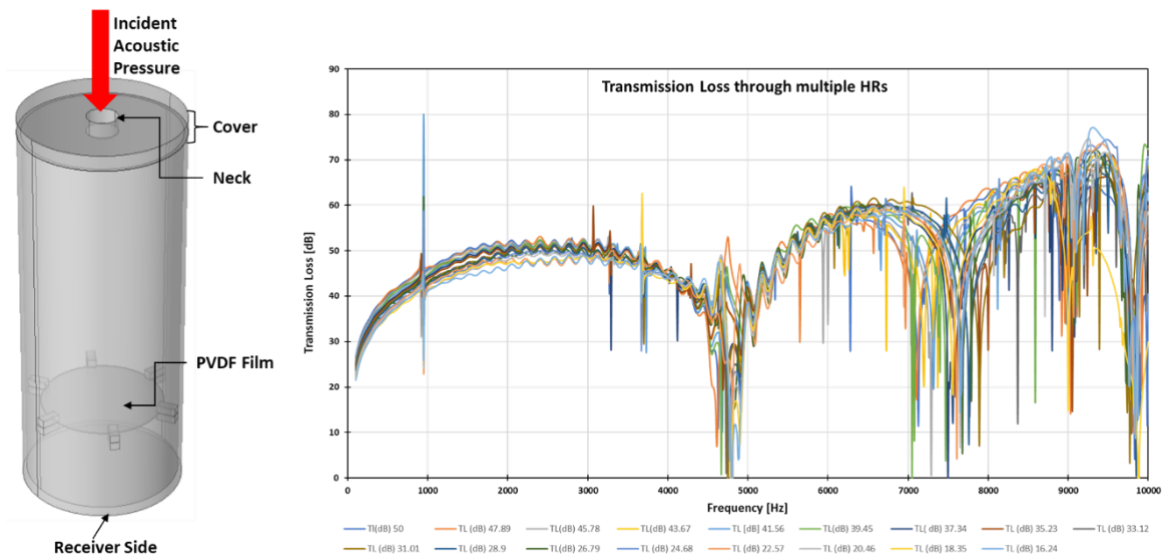 Incident
Acoustic
Pressure
Cover
Neck
PVDF Film
Receiver Side
Transmission Loss through multiple HRs
Transmission Loss [dB]
90
80
70
60
50
40
30
20
10
0
0 1000 2000 3000 4000 5000 6000 7000 8000 9000 10000
Frequency [Hz]
Tl(dB) 50 TL (dB) 47.89 TL(dB) 45.78 TL( dB) 43.67 TL (dB) 41.56 TL( dB) 39.45 TL( dB) 37.34 TL (dB) 35.23 TL( dB) 33.12
TL (dB) 31.01 TL (dB) 28.9 TL (dB)26.79 TL (dB) 24.68 TL( dB) 22.57 TL (dB) 20.46 TL( dB) 18.35 TL (dB) 16.24